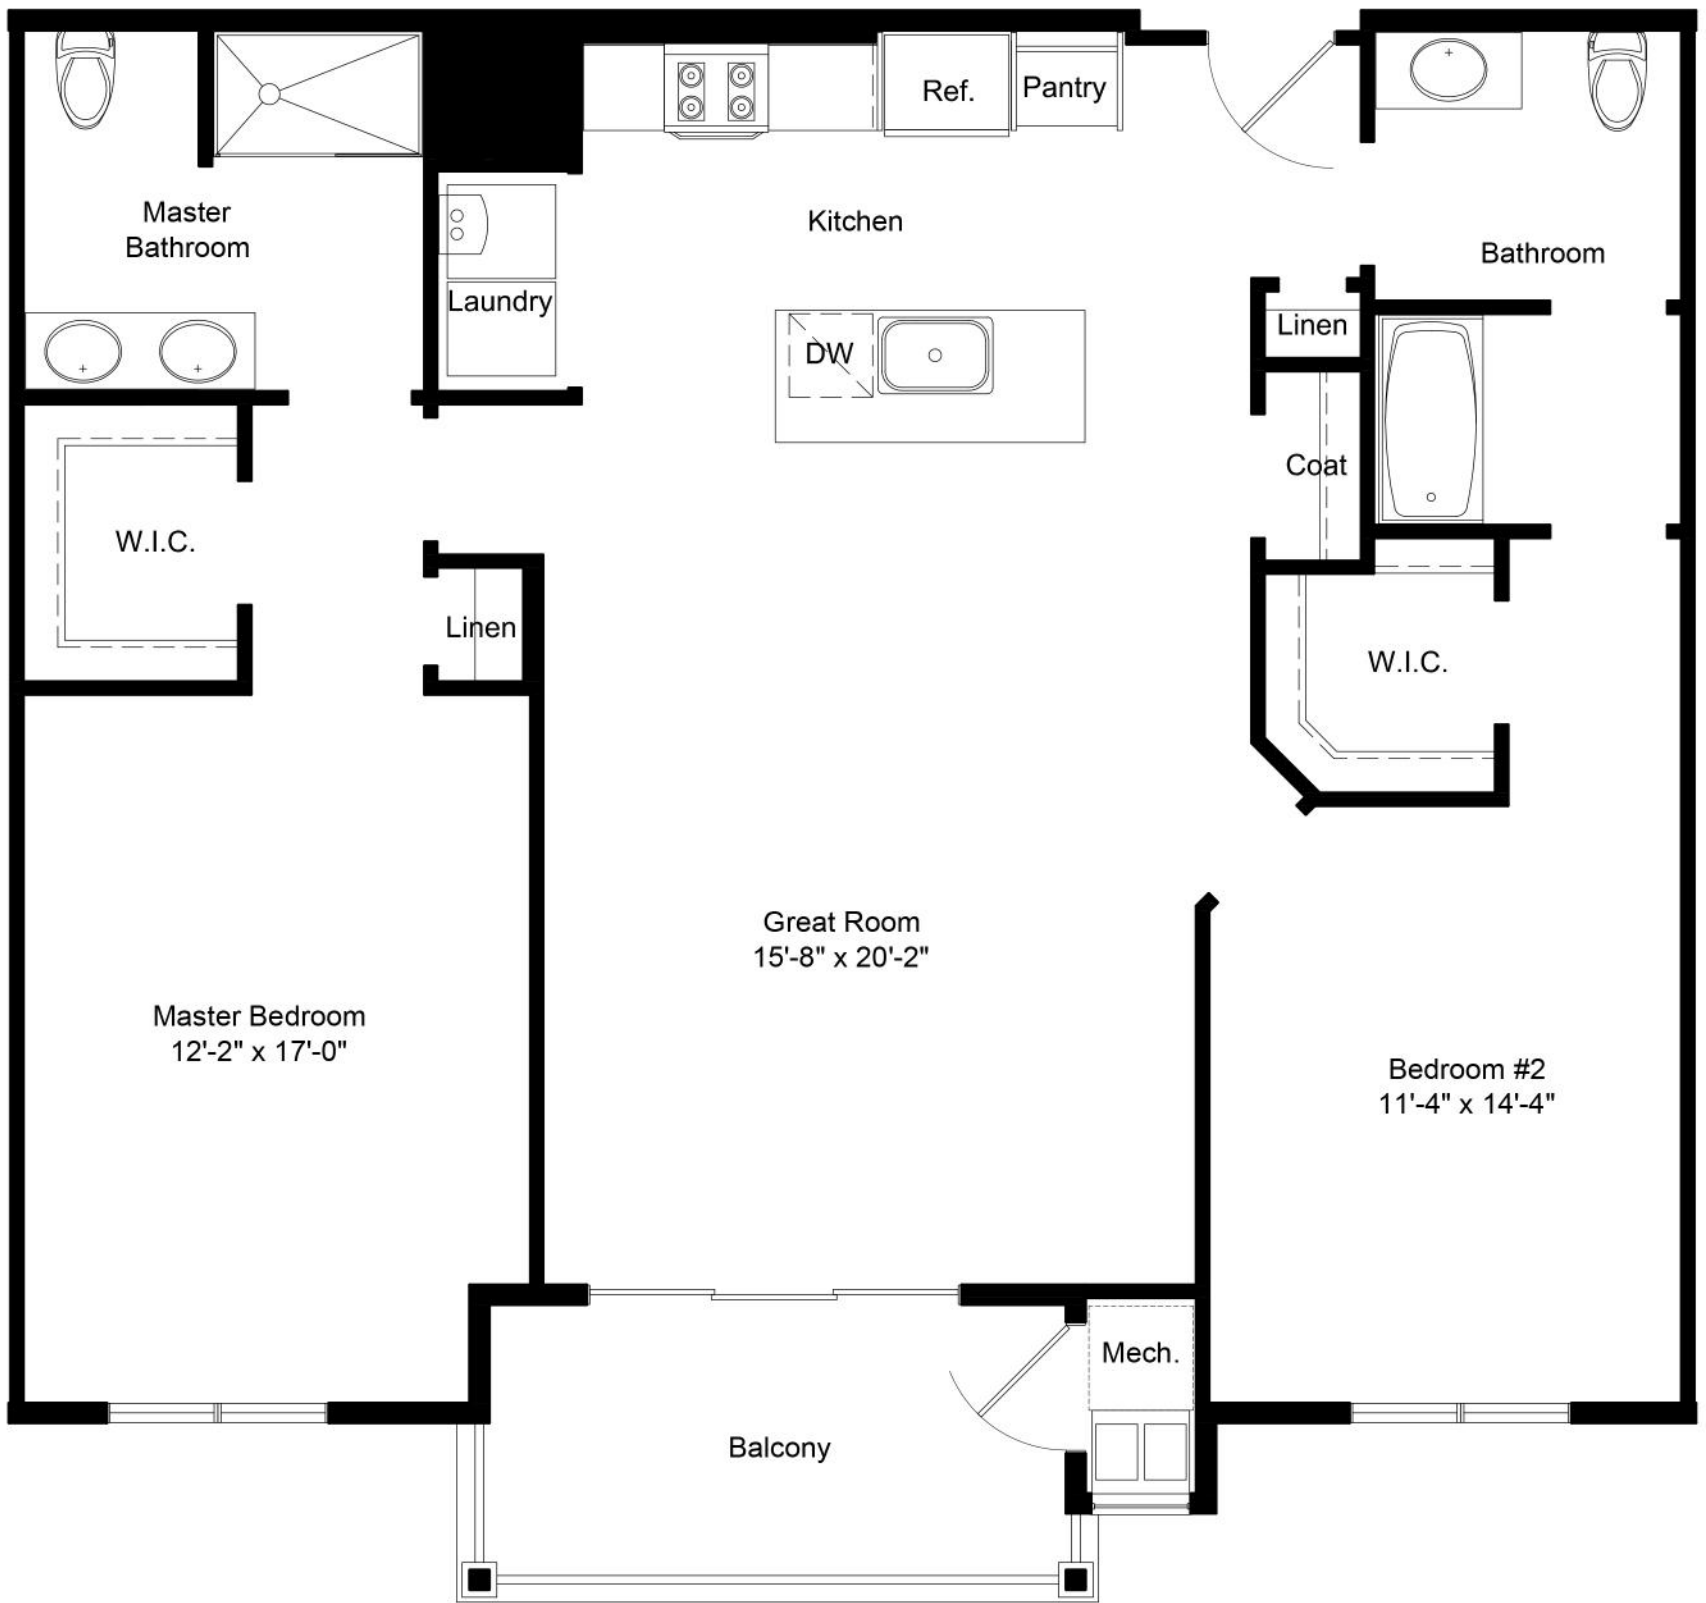 Ref.
Pantry
Master
Bathroom
Kitchen
Bathroom
Laundry
Linen
DW
Coat
W.I.C.
Linen
W.I.C.
Great Room
15'-8" x 20'-2"
Master Bedroom
12'-2" x 17'-0"
Bedroom #2
11'-4" x 14'-4"
Mech.
Balcony